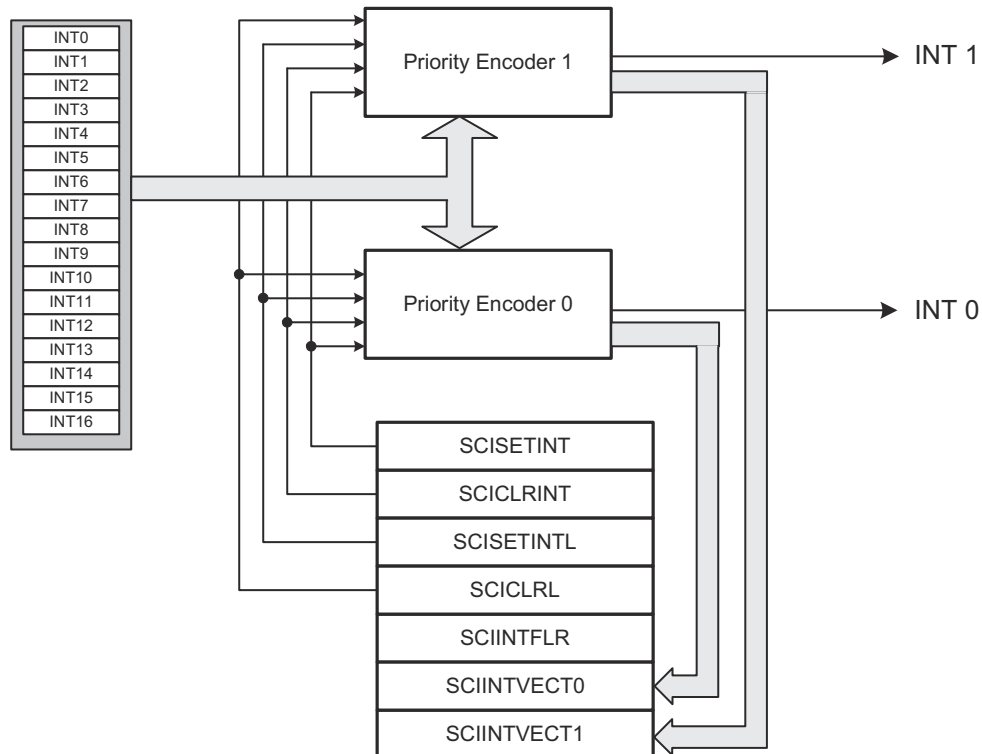 INT0
INT1
INT2
INT3
INT4
INT5
INT6
INT7
INT8
INT9
INT10
INT11
INT12
INT13
INT14
INT15
INT16
Priority Encoder 1
INT 1
Priority Encoder 0
INT 0
SCISETINT
SCICLRINT
SCISETINTL
SCICLRL
SCIINTFLR
SCIINTVECT0
SCIINTVECT1